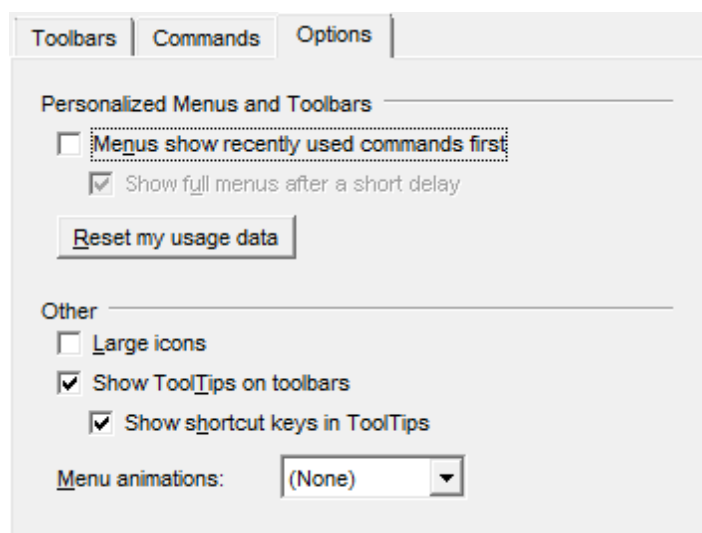 Toolbars Commands Options
Personalized Menus and Toolbars
Menus show recently used commands first
Show full menus after a short delay
Reset my usage data
Other
Large icons
Show ToolTips on toolbars
Show shortcut keys in ToolTips
Menu animations: (None)